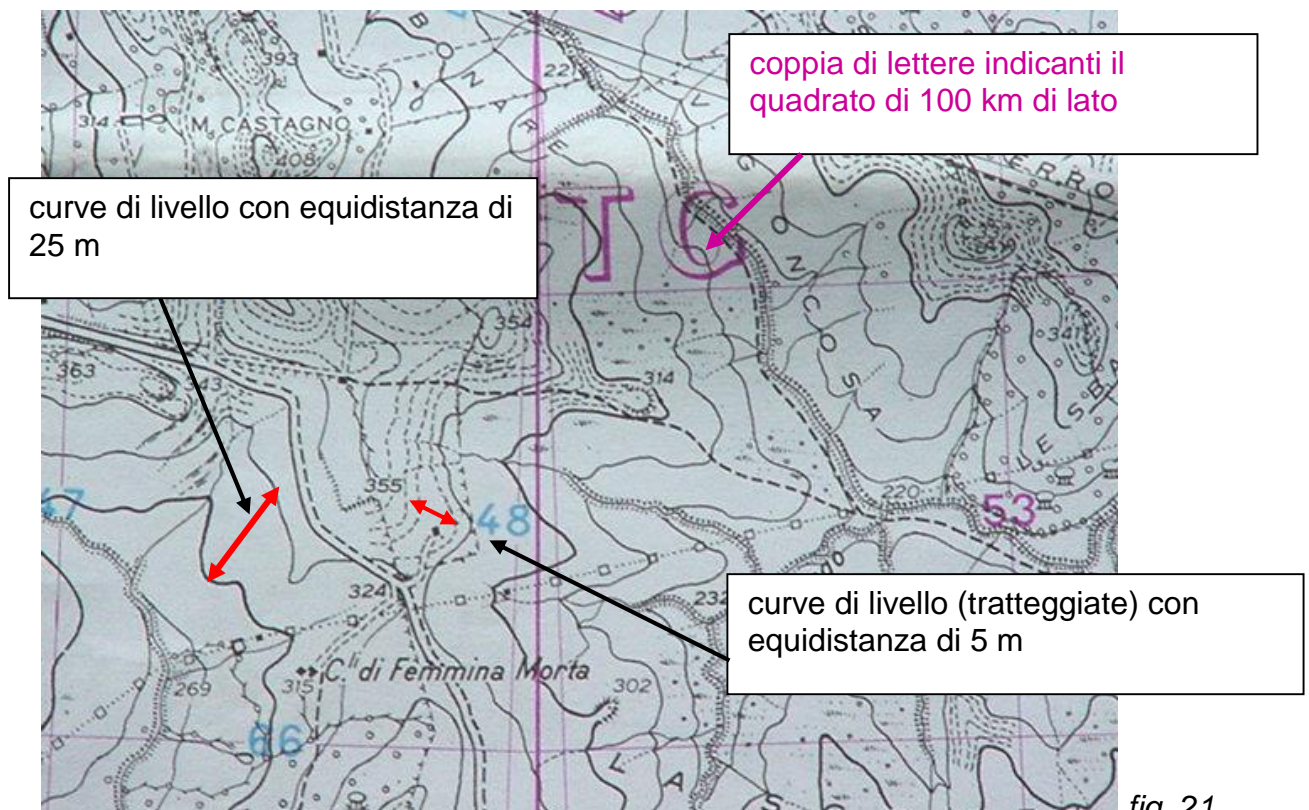 coppia di lettere indicanti il
quadrato di 100 km di lato
393
221
314
M. CASTAGNO
408
TC
curve di livello con equidistanza di
25 m
354
341
363
343
314
355
47
48
220
53
324
curve di livello (tratteggiate) con
equidistanza di 5 m
232
C.li di Femmina Morta
269
315
302
66
fig. 21